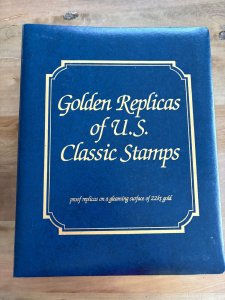 Golden Replicas
of U.S.
Classic Stamps
proof replicas on a gleaming surface of 22kt gold